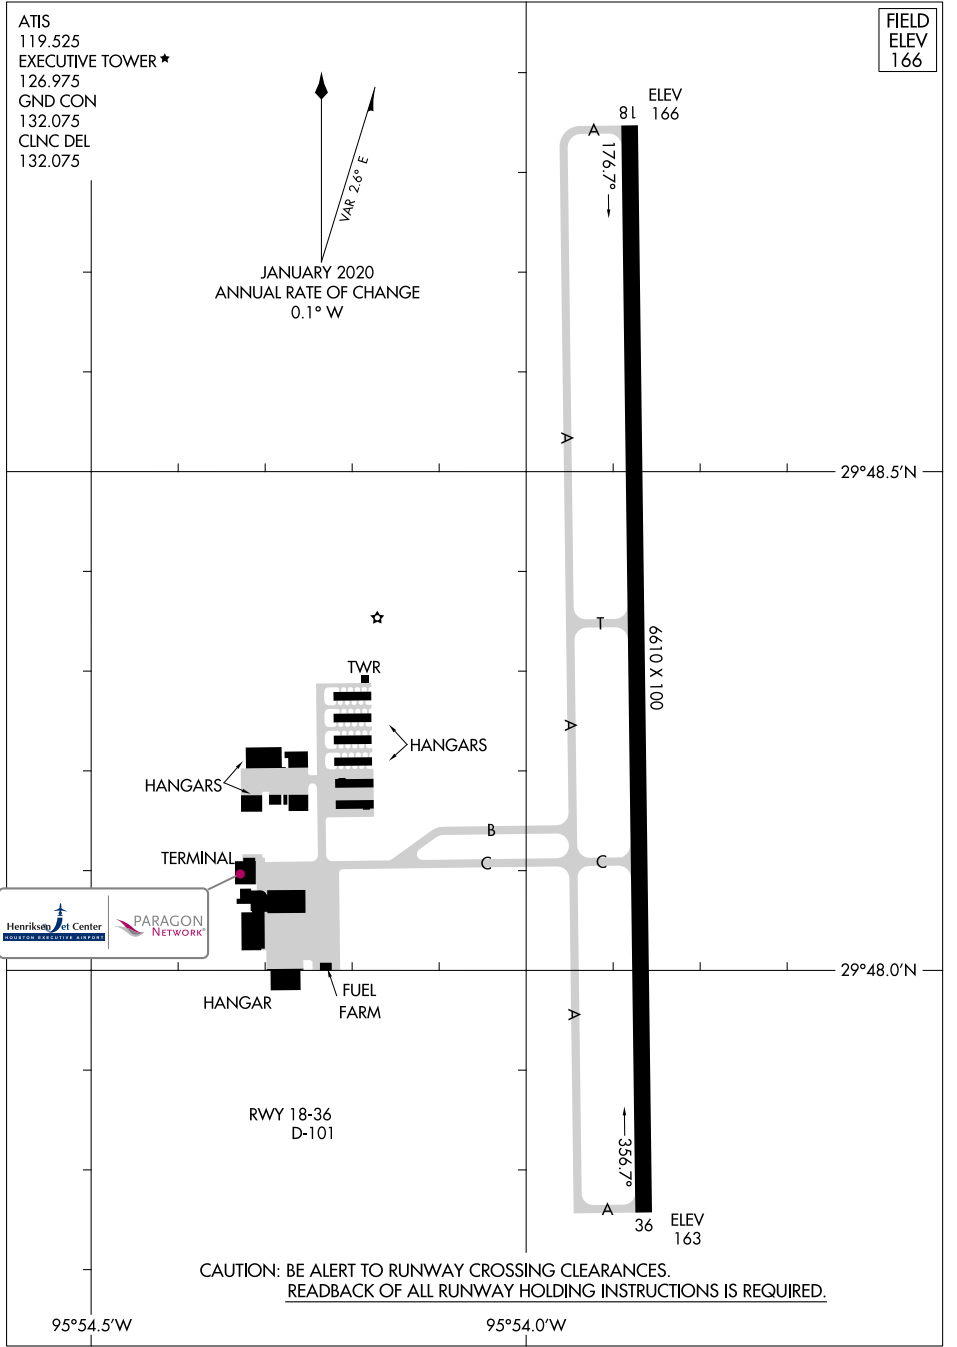 ATIS
119.525
EXECUTIVE TOWER★
126.975
GND CON
132.075
CLNC DEL
132.075
FIELD
ELEV
166
VAR 2.6° E
JANUARY 2020
ANNUAL RATE OF CHANGE
0.1° W
18
ELEV
166
A
176.7°
A
29°48.5'N
T
6610 X 100
TWR
A
HANGARS
HANGARS
B
TERMINAL
C
C
Henriksen Jet Center
HOUSTON EXECUTIVE AIRPORT
PARAGON
NETWORK
29°48.0'N
HANGAR
FUEL
FARM
A
RWY 18-36
D-101
356.7°
A
36
ELEV
163
CAUTION: BE ALERT TO RUNWAY CROSSING CLEARANCES.
READBACK OF ALL RUNWAY HOLDING INSTRUCTIONS IS REQUIRED.
95°54.5'W
95°54.0'W